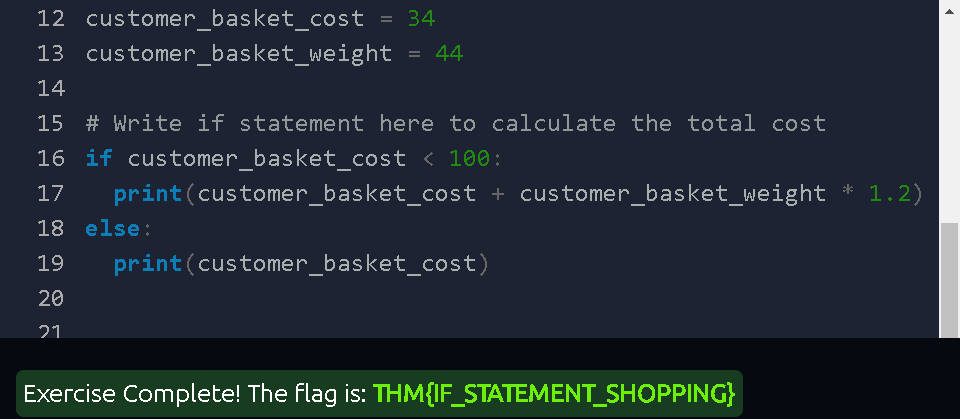 12 customer_basket_cost = 34
13 customer_basket_weight = 44
14
15 # Write if statement here to calculate the total cost
16 if customer_basket_cost < 100:
17   print(customer_basket_cost + customer_basket_weight * 1.2)
18 else:
19   print(customer_basket_cost)
20
21
Exercise Complete! The flag is: THM{IF_STATEMENT_SHOPPING}